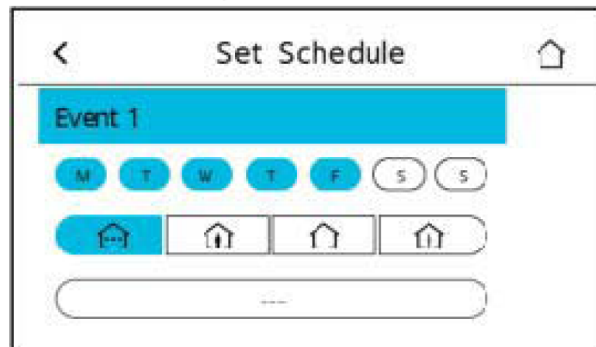 Set Schedule
Event 1
M T W T F S S
---